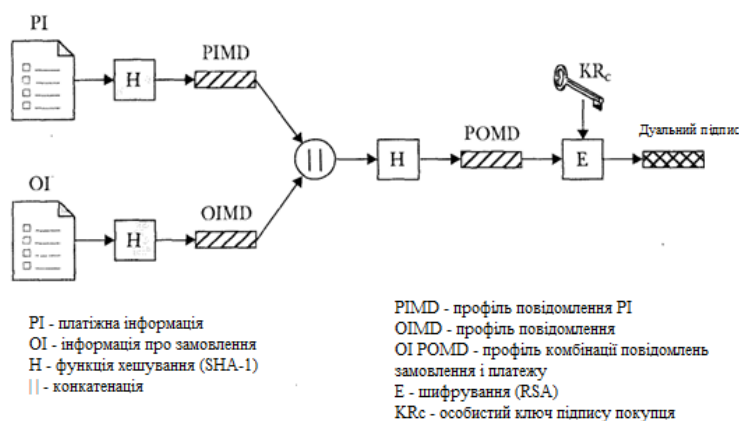 PI
H
PIMD
KRc
POMD
Дуальний підпис
||
H
E
OI
H
OIMD
PI - платіжна інформація
OI - інформація про замовлення
H - функція хешування (SHA-1)
|| - конкатенація
PIMD - профіль повідомлення PI
OIMD - профіль повідомлення
OI POMD - профіль комбінації повідомлень
замовлення і платежу
E - шифрування (RSA)
KRc - особистий ключ підпису покупця